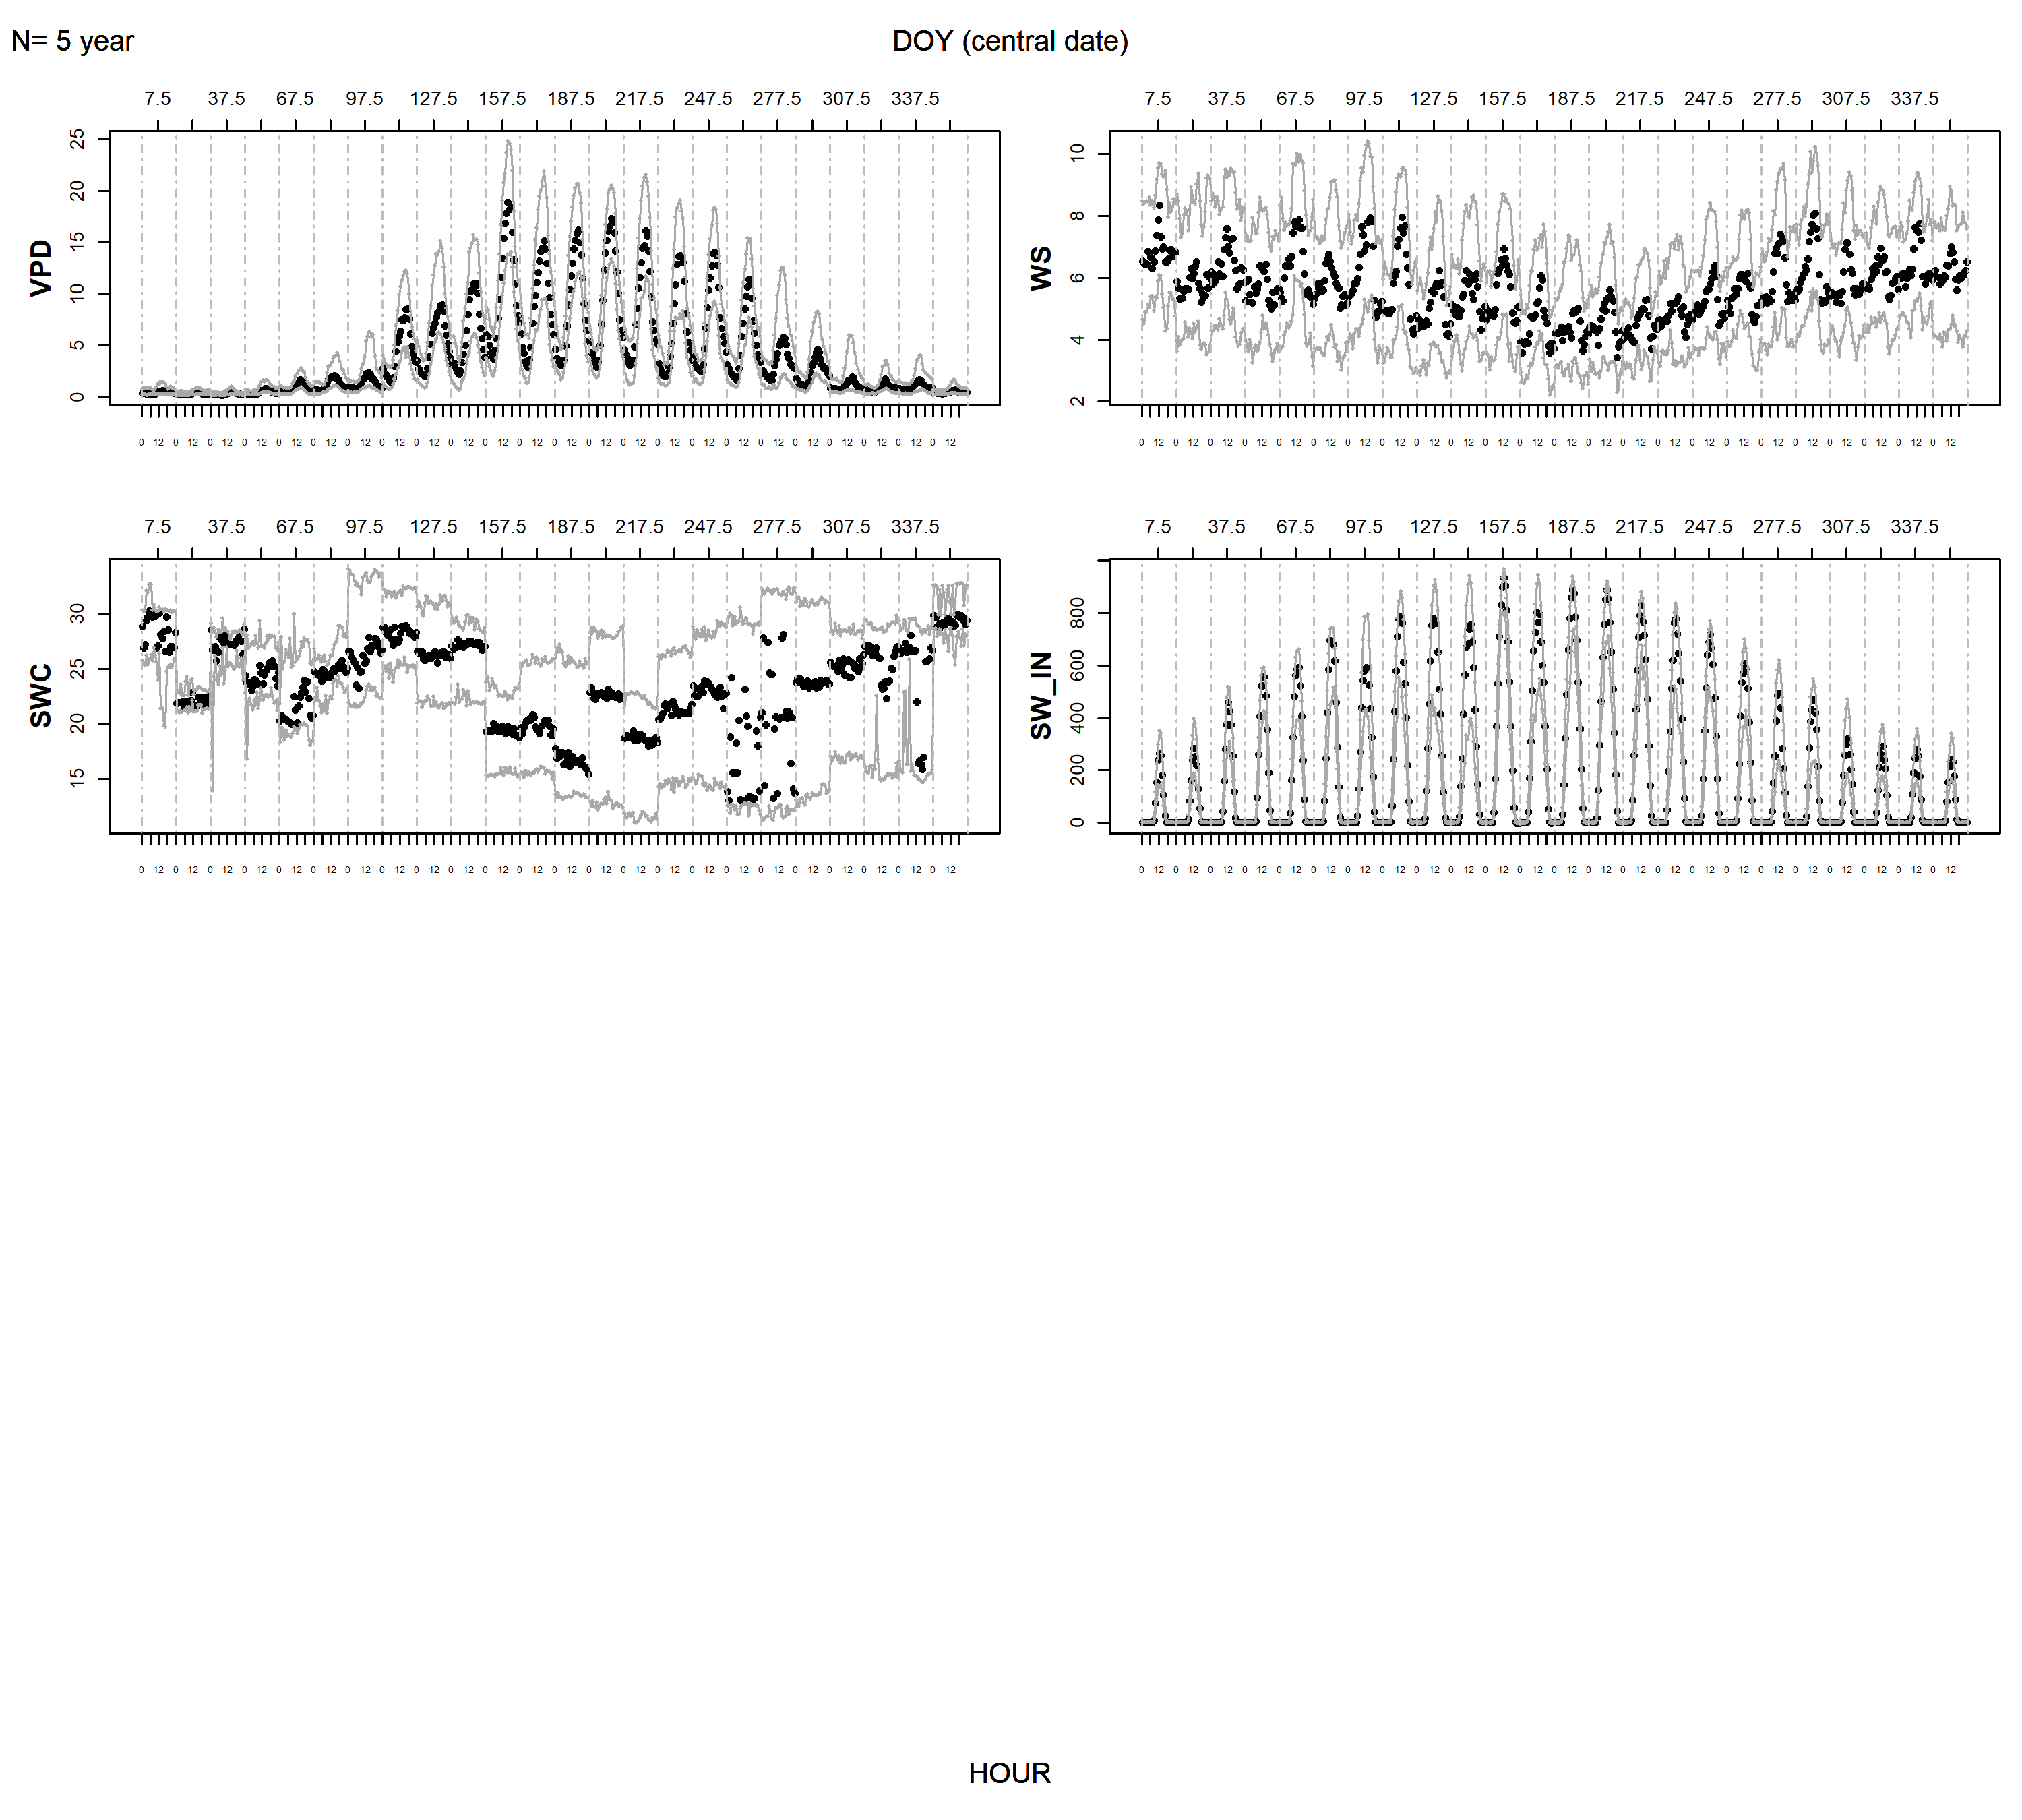 N= 5 year
DOY (central date)
7.5 37.5 67.5 97.5 127.5 157.5 187.5 217.5 247.5 277.5 307.5 337.5
VPD
0 5 10 15 20 25
0 12 0 12 0 12 0 12 0 12 0 12 0 12 0 12 0 12 0 12 0 12 0 12 0 12 0 12 0 12 0 12 0 12 0 12 0 12 0 12 0 12 0 12 0 12 0 12
7.5 37.5 67.5 97.5 127.5 157.5 187.5 217.5 247.5 277.5 307.5 337.5
WS
2 4 6 8 10
0 12 0 12 0 12 0 12 0 12 0 12 0 12 0 12 0 12 0 12 0 12 0 12 0 12 0 12 0 12 0 12 0 12 0 12 0 12 0 12 0 12 0 12 0 12 0 12
7.5 37.5 67.5 97.5 127.5 157.5 187.5 217.5 247.5 277.5 307.5 337.5
SWC
15 20 25 30
0 12 0 12 0 12 0 12 0 12 0 12 0 12 0 12 0 12 0 12 0 12 0 12 0 12 0 12 0 12 0 12 0 12 0 12 0 12 0 12 0 12 0 12 0 12 0 12
7.5 37.5 67.5 97.5 127.5 157.5 187.5 217.5 247.5 277.5 307.5 337.5
SW_IN
0 200 400 600 800
0 12 0 12 0 12 0 12 0 12 0 12 0 12 0 12 0 12 0 12 0 12 0 12 0 12 0 12 0 12 0 12 0 12 0 12 0 12 0 12 0 12 0 12 0 12 0 12
HOUR